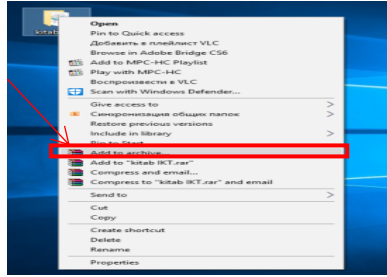 kitab
Open
Pin to Quick access
Добавить в плейлист VLC
Browse in Adobe Bridge CS6
Add to MPC-HC Playlist
Play with MPC-HC
Воспроизвести в VLC
Scan with Windows Defender...
Give access to
Синхронизация общих папок
Restore previous versions
Include in library
Pin to Start
Add to archive...
Add to "kitab IKT.rar"
Compress and email...
Compress to "kitab IKT.rar" and email
Send to
Cut
Copy
Create shortcut
Delete
Rename
Properties